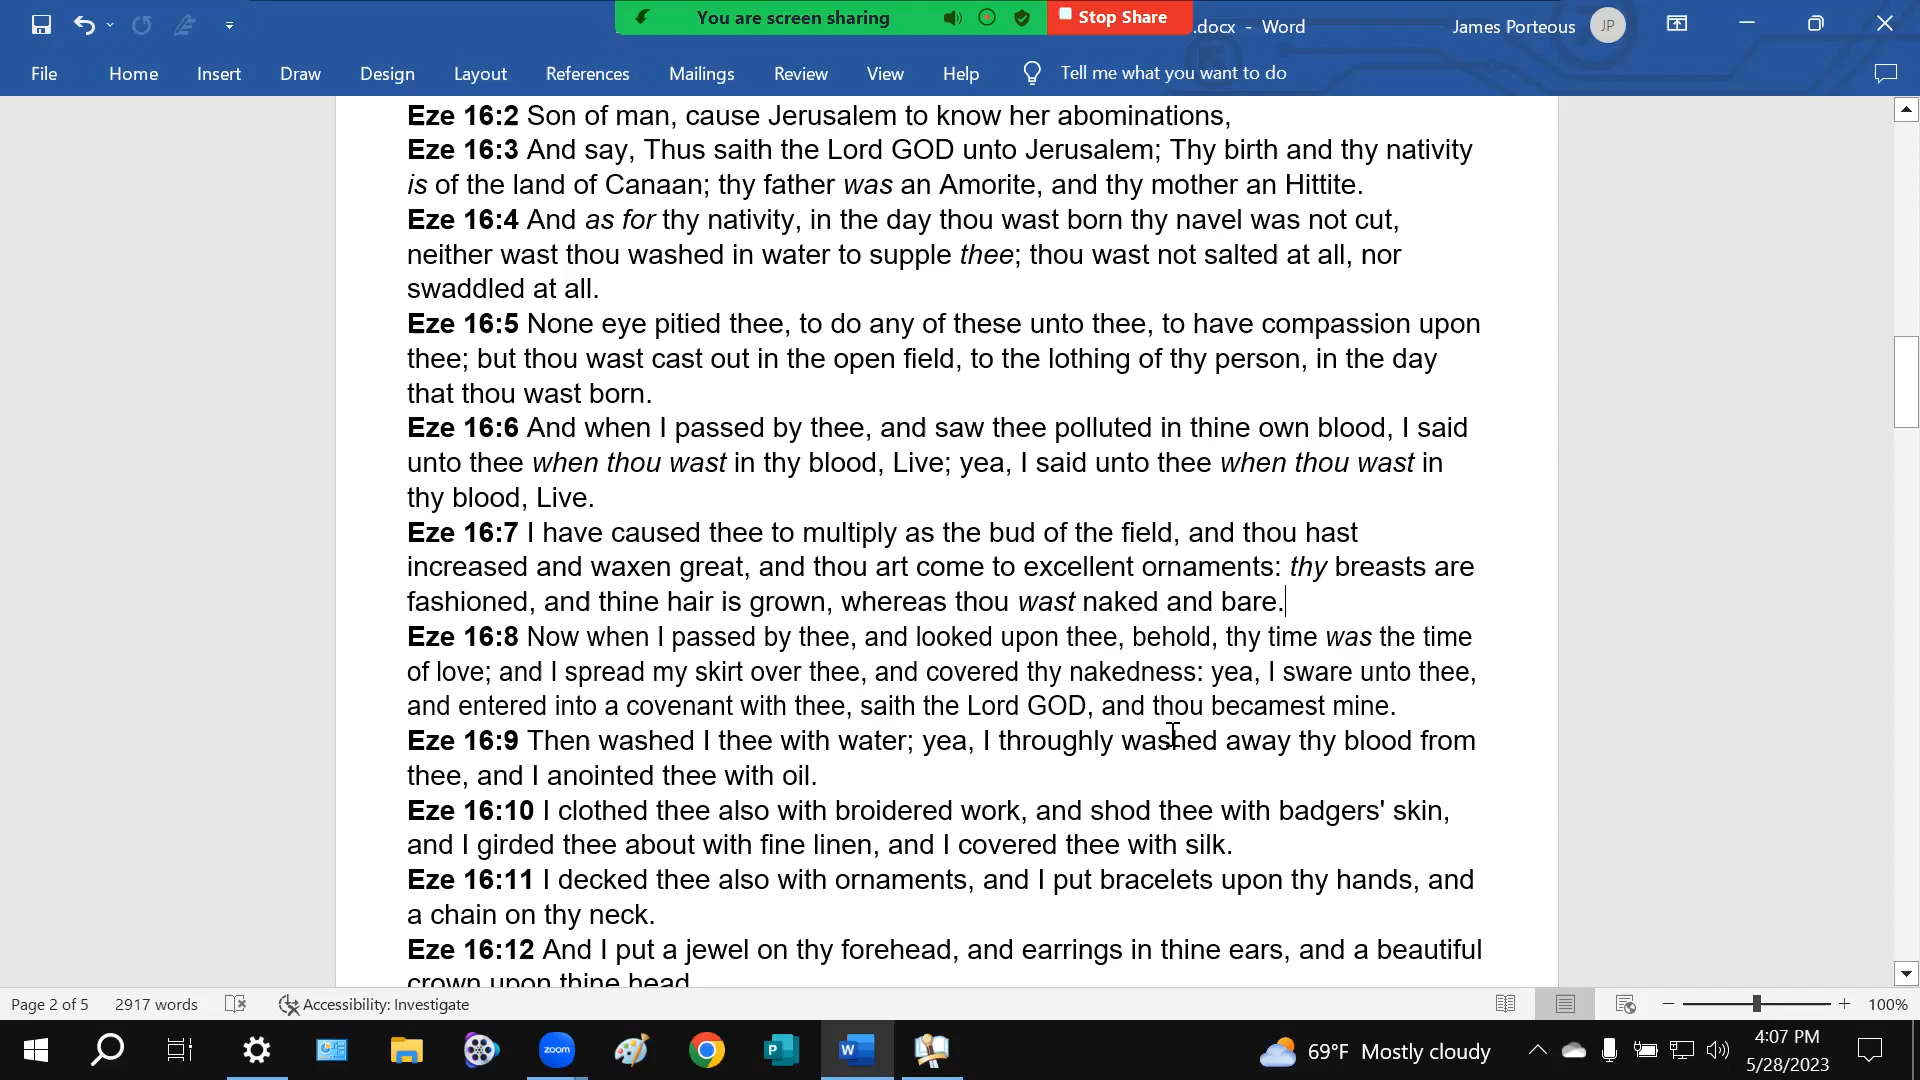 You are screen sharing
Stop Share
.docx - Word
James Porteous
JP
File Home Insert Draw Design Layout References Mailings Review View Help Tell me what you want to do
Eze 16:2 Son of man, cause Jerusalem to know her abominations,
Eze 16:3 And say, Thus saith the Lord GOD unto Jerusalem; Thy birth and thy nativity
is of the land of Canaan; thy father was an Amorite, and thy mother an Hittite.
Eze 16:4 And as for thy nativity, in the day thou wast born thy navel was not cut,
neither wast thou washed in water to supple thee; thou wast not salted at all, nor
swaddled at all.
Eze 16:5 None eye pitied thee, to do any of these unto thee, to have compassion upon
thee; but thou wast cast out in the open field, to the lothing of thy person, in the day
that thou wast born.
Eze 16:6 And when I passed by thee, and saw thee polluted in thine own blood, I said
unto thee when thou wast in thy blood, Live; yea, I said unto thee when thou wast in
thy blood, Live.
Eze 16:7 I have caused thee to multiply as the bud of the field, and thou hast
increased and waxen great, and thou art come to excellent ornaments: thy breasts are
fashioned, and thine hair is grown, whereas thou wast naked and bare.
Eze 16:8 Now when I passed by thee, and looked upon thee, behold, thy time was the time
of love; and I spread my skirt over thee, and covered thy nakedness: yea, I sware unto thee,
and entered into a covenant with thee, saith the Lord GOD, and thou becamest mine.
Eze 16:9 Then washed I thee with water; yea, I throughly washed away thy blood from
thee, and I anointed thee with oil.
Eze 16:10 I clothed thee also with broidered work, and shod thee with badgers' skin,
and I girded thee about with fine linen, and I covered thee with silk.
Eze 16:11 I decked thee also with ornaments, and I put bracelets upon thy hands, and
a chain on thy neck.
Eze 16:12 And I put a jewel on thy forehead, and earrings in thine ears, and a beautiful
crown upon thine head
Page 2 of 5 2917 words Accessibility: Investigate 100%
zoom
P
W
69°F Mostly cloudy
4:07 PM
5/28/2023